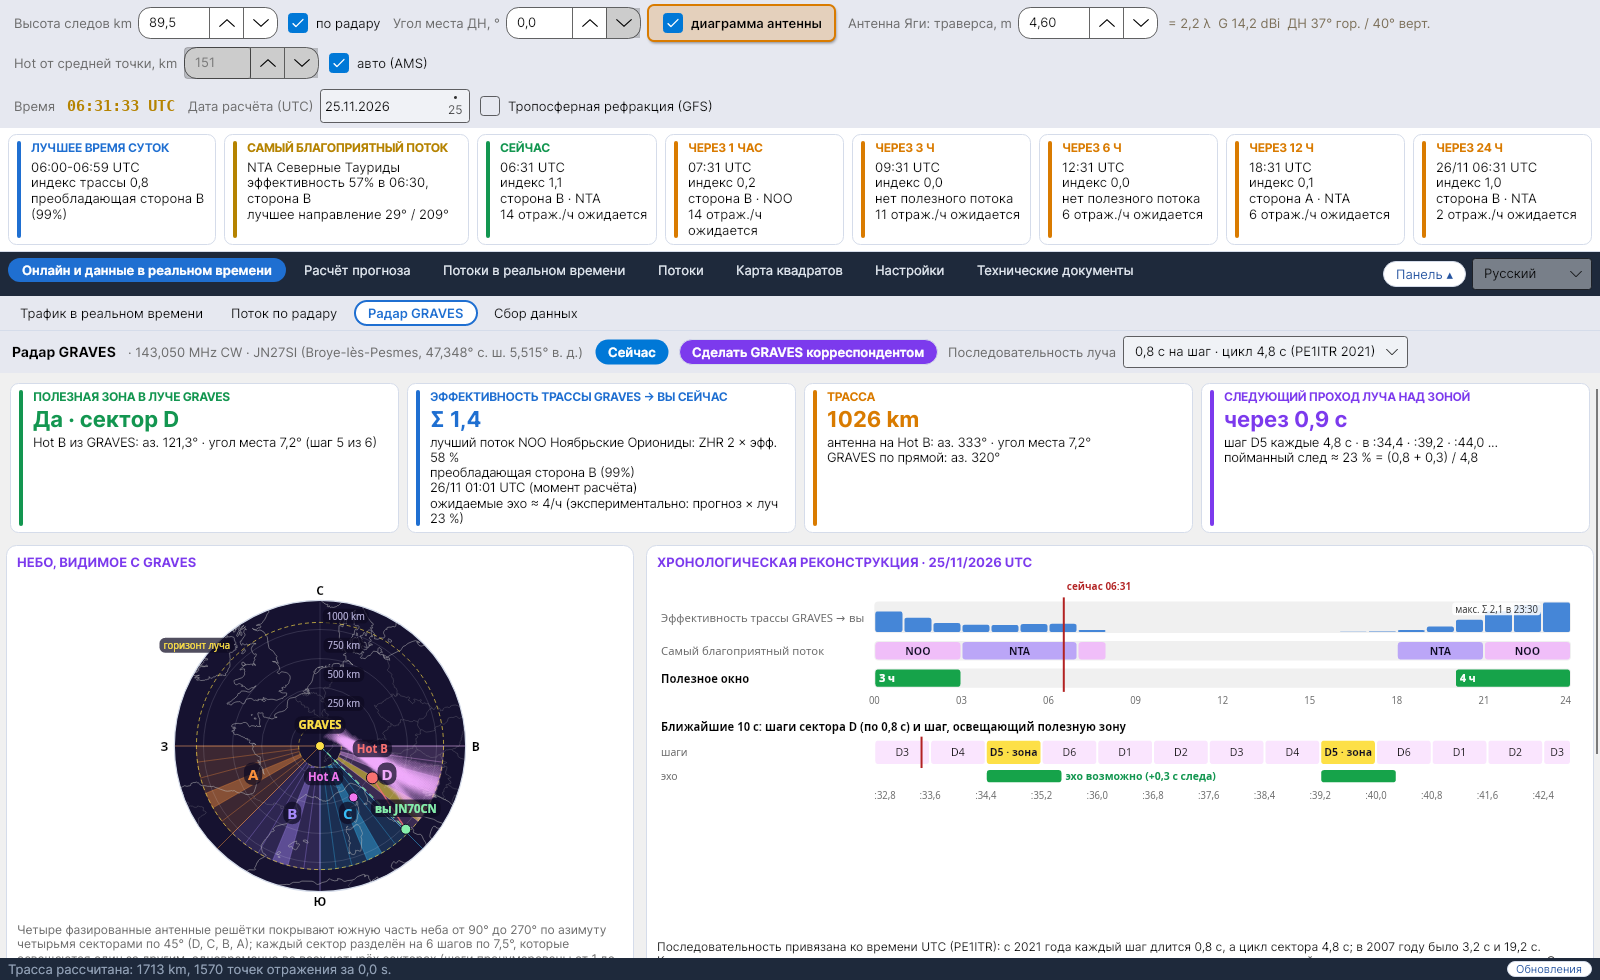 Высота следов km 89,5 по радару Угол места ДН, ° 0,0 диаграмма антенны Антенна Яги: траверса, m 4,60 = 2,2 λ G 14,2 dBi ДН 37° гор. / 40° верт.
Hot от средней точки, km 151 авто (AMS)
Время 06:31:33 UTC Дата расчёта (UTC) 25.11.2026 25 Тропосферная рефракция (GFS)
ЛУЧШЕЕ ВРЕМЯ СУТОК
06:00-06:59 UTC
индекс трассы 0,8
преобладающая сторона B
(99%)
САМЫЙ БЛАГОПРИЯТНЫЙ ПОТОК
NTA Северные Тауриды
эффективность 57% в 06:30,
сторона B
лучшее направление 29° / 209°
СЕЙЧАС
06:31 UTC
индекс 1,1
сторона B · NTA
14 отраж./ч ожидается
ЧЕРЕЗ 1 ЧАС
07:31 UTC
индекс 0,2
сторона B · NOO
14 отраж./ч
ожидается
ЧЕРЕЗ 3 Ч
09:31 UTC
индекс 0,0
нет полезного потока
11 отраж./ч ожидается
ЧЕРЕЗ 6 Ч
12:31 UTC
индекс 0,0
нет полезного потока
6 отраж./ч ожидается
ЧЕРЕЗ 12 Ч
18:31 UTC
индекс 0,1
сторона A · NTA
6 отраж./ч ожидается
ЧЕРЕЗ 24 Ч
26/11 06:31 UTC
индекс 1,0
сторона B · NTA
2 отраж./ч ожидается
Онлайн и данные в реальном времени Расчёт прогноза Потоки в реальном времени Потоки Карта квадратов Настройки Технические документы Панель ▴ Русский
Трафик в реальном времени Поток по радару Радар GRAVES Сбор данных
Радар GRAVES · 143,050 MHz CW · JN27SI (Broye-lès-Pesmes, 47,348° с. ш. 5,515° в. д.) Сейчас Сделать GRAVES корреспондентом Последовательность луча 0,8 с на шаг · цикл 4,8 с (PE1ITR 2021)
ПОЛЕЗНАЯ ЗОНА В ЛУЧЕ GRAVES
Да · сектор D
Hot B из GRAVES: аз. 121,3° · угол места 7,2° (шаг 5 из 6)
ЭФФЕКТИВНОСТЬ ТРАССЫ GRAVES → ВЫ СЕЙЧАС
Σ 1,4
лучший поток NOO Ноябрьские Ориониды: ZHR 2 × эфф.
58 %
преобладающая сторона B (99%)
26/11 01:01 UTC (момент расчёта)
ожидаемые эхо ≈ 4/ч (экспериментально: прогноз × луч
23 %)
ТРАССА
1026 km
антенна на Hot B: аз. 333° · угол места 7,2°
GRAVES по прямой: аз. 320°
СЛЕДУЮЩИЙ ПРОХОД ЛУЧА НАД ЗОНОЙ
через 0,9 с
шаг D5 каждые 4,8 с · в :34,4 · :39,2 · :44,0 ...
пойманный след ≈ 23 % = (0,8 + 0,3) / 4,8
НЕБО, ВИДИМОЕ С GRAVES
С
1000 km
горизонт луча
750 km
500 km
250 km
GRAVES
З
В
Hot B
A
Hot A
D
B
C
вы JN70CN
Ю
Четыре фазированные антенные решётки покрывают южную часть неба от 90° до 270° по азимуту
четырьмя секторами по 45° (D, C, B, A); каждый сектор разделён на 6 шагов по 7,5°, которые
ХРОНОЛОГИЧЕСКАЯ РЕКОНСТРУКЦИЯ · 25/11/2026 UTC
сейчас 06:31
Эффективность трассы GRAVES → вы макс. Σ 2,1 в 23:30
Самый благоприятный поток NOO NTA NTA NOO
Полезное окно 3 ч 4 ч
00 03 06 09 12 15 18 21 24
Ближайшие 10 с: шаги сектора D (по 0,8 с) и шаг, освещающий полезную зону
шаги D3 D4 D5 · зона D6 D1 D2 D3 D4 D5 · зона D6 D1 D2 D3
эхо эхо возможно (+0,3 с следа)
:32,8 :33,6 :34,4 :35,2 :36,0 :36,8 :37,6 :38,4 :39,2 :40,0 :40,8 :41,6 :42,4
Последовательность привязана ко времени UTC (PE1ITR): с 2021 года каждый шаг длится 0,8 с, а цикл сектора 4,8 с; в 2007 году было 3,2 с и 19,2 с.
Трасса рассчитана: 1713 km, 1570 точек отражения за 0,0 s. Обновления